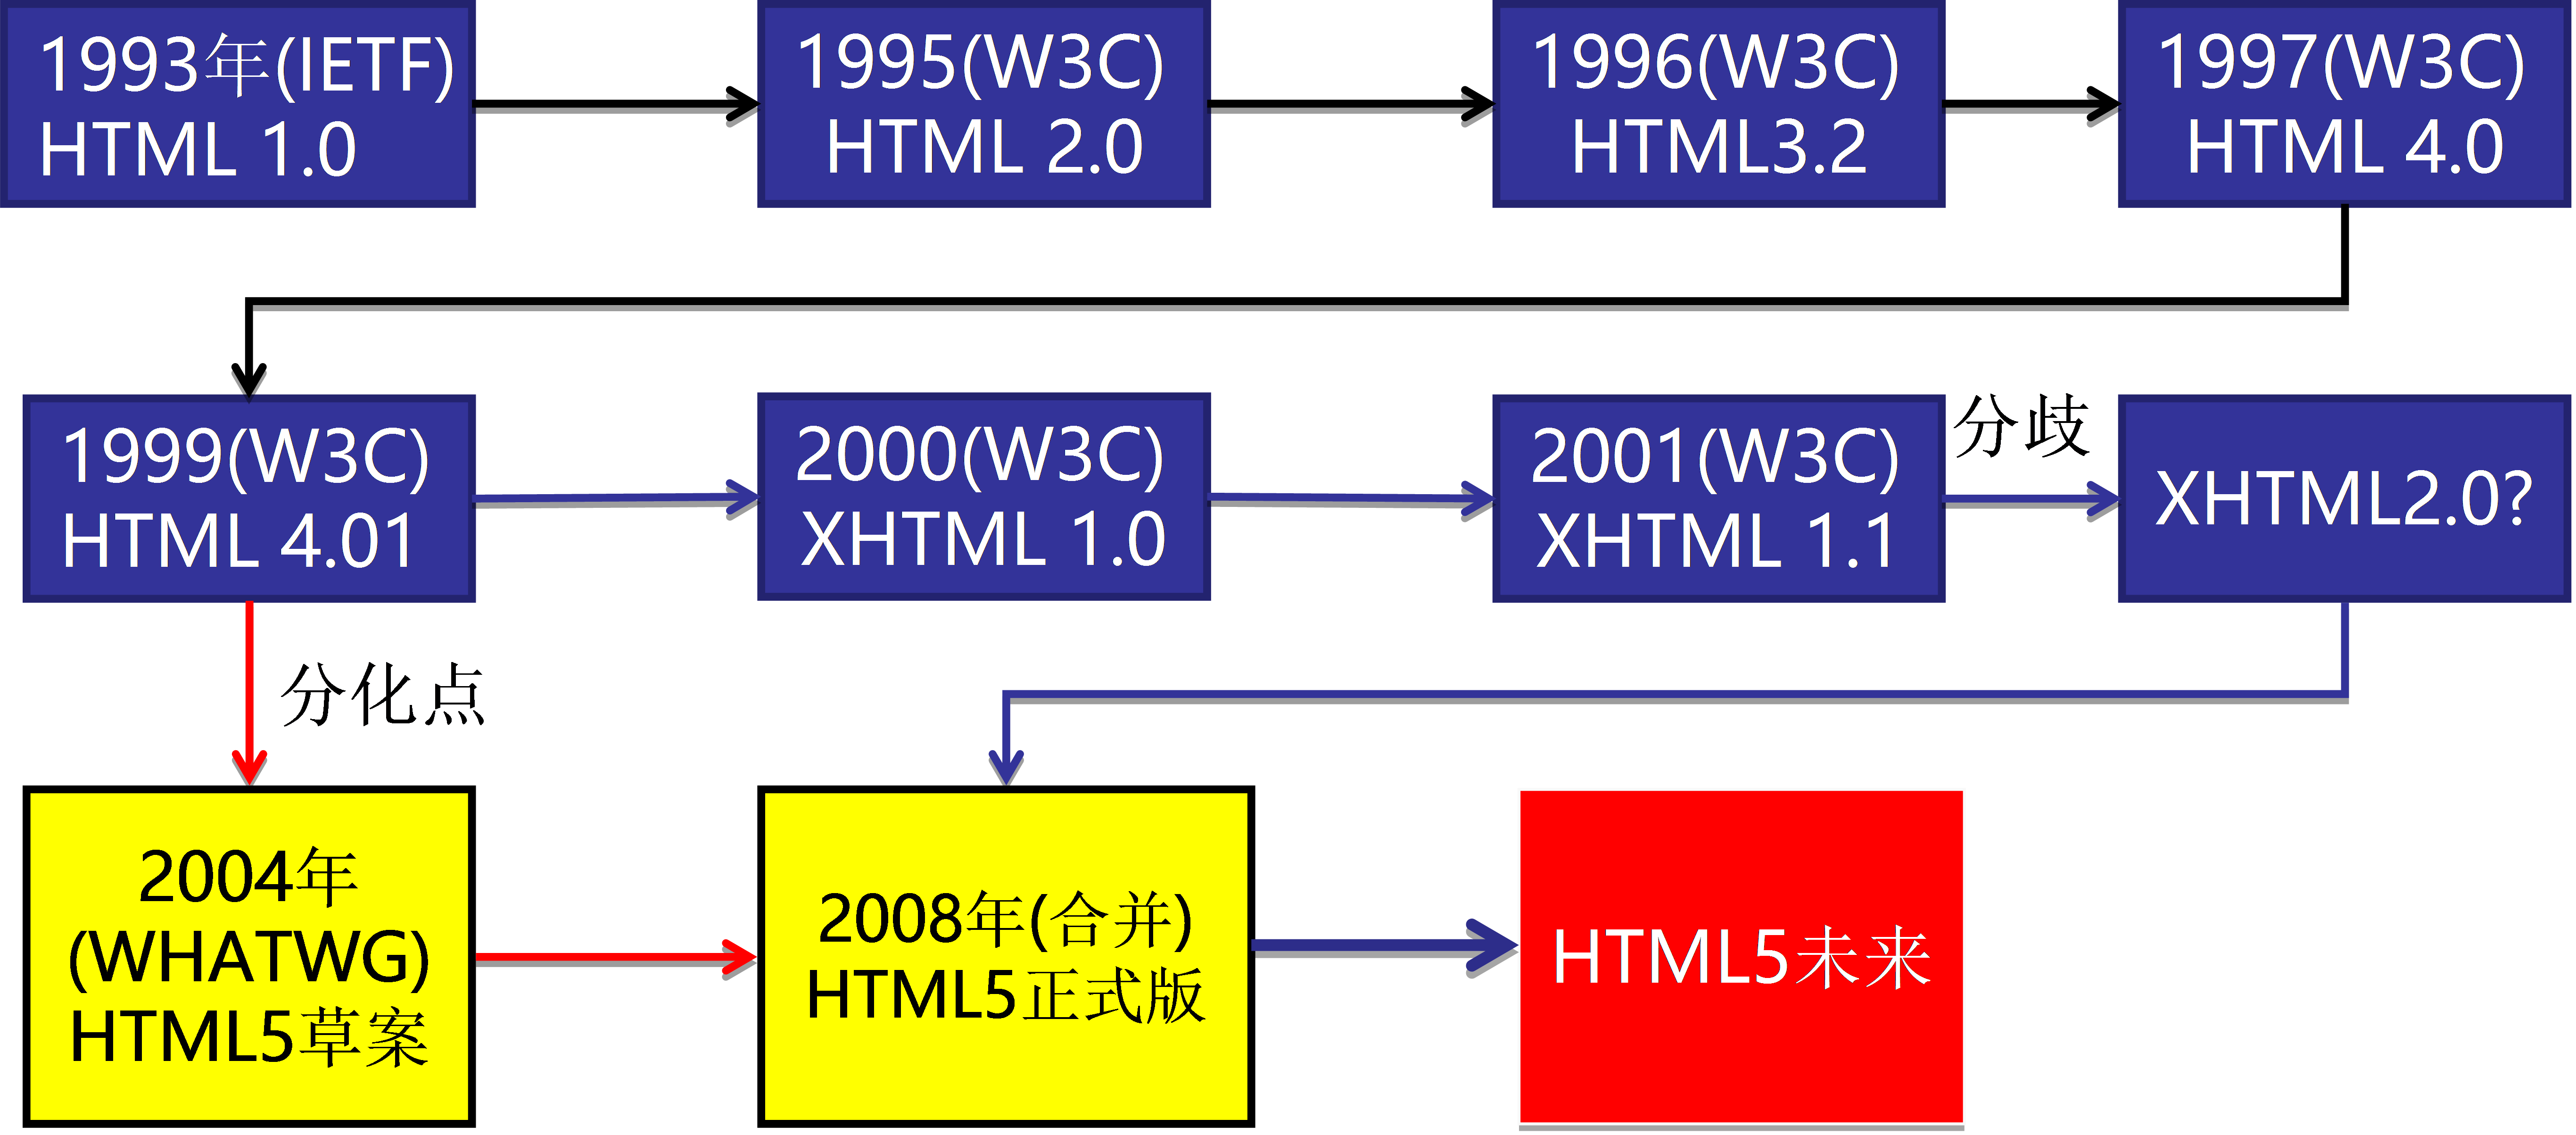 1993年(IETF)
HTML 1.0
1995(W3C)
HTML 2.0
1996(W3C)
HTML3.2
1997(W3C)
HTML 4.0
1999(W3C)
HTML 4.01
2000(W3C)
XHTML 1.0
2001(W3C)
XHTML 1.1
分歧
XHTML2.0?
分化点
2004年
(WHATWG)
HTML5草案
2008年(合并)
HTML5正式版
HTML5未来